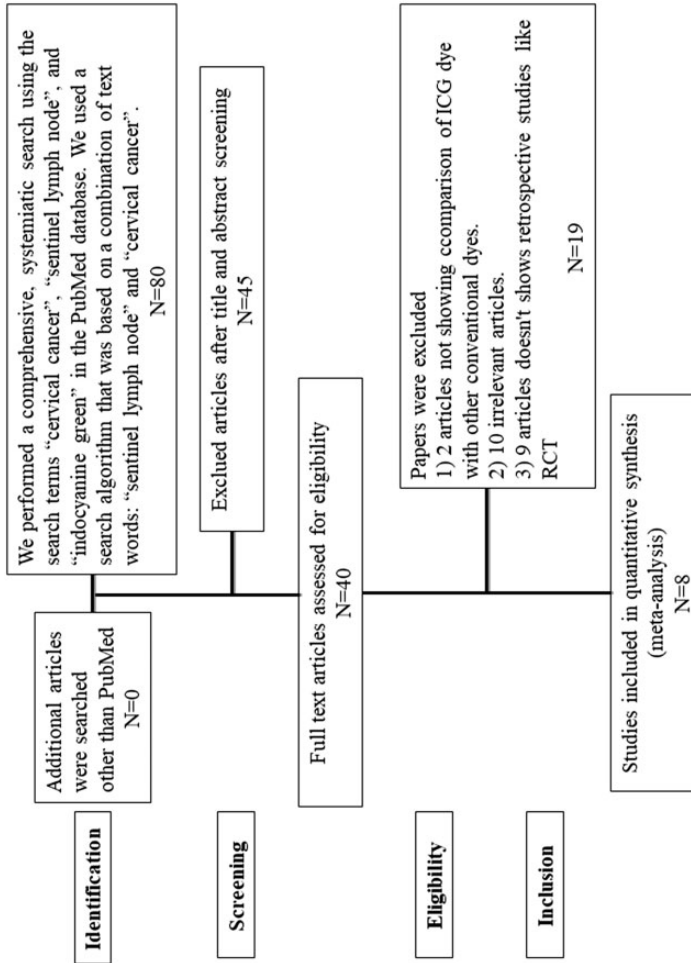 Identification
Additional articles
were searched
other than PubMed
N=0
We performed a comprehensive, systemiatic search using the
search terms “cervical cancer”, “sentinel lymph node”, and
“indocyanine green” in the PubMed database. We used a
search algorithm that was based on a combination of text
words: “sentinel lymph node” and “cervical cancer”.
N=80
Screening
Exclued articles after title and abstract screening
N=45
Full text articles assessed for eligibility
N=40
Eligibility
Papers were excluded
1) 2 articles not showing ccomparison of ICG dye
with other conventional dyes.
2) 10 irrelevant articles.
3) 9 articles doesn't shows retrospective studies like
RCT
N=19
Inclusion
Studies included in quantitative synthesis
(meta-analysis)
N=8